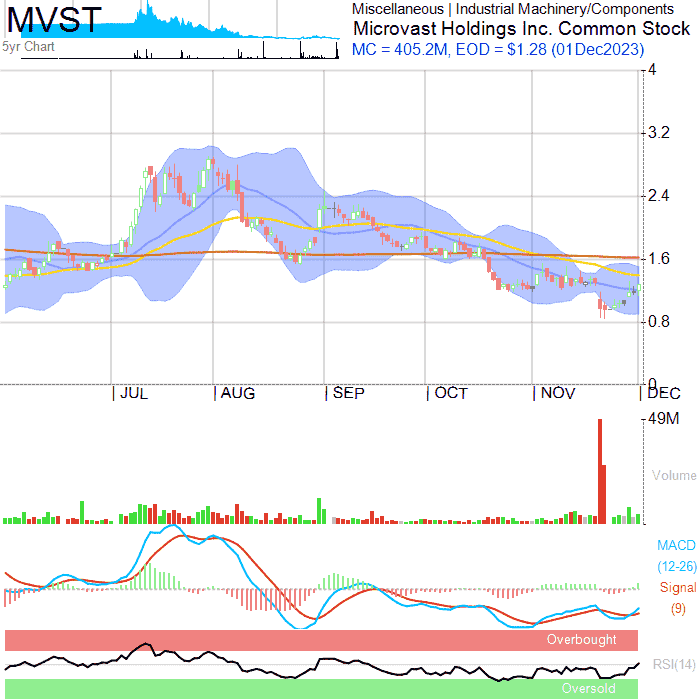 MVST
5yr Chart
Miscellaneous | Industrial Machinery/Components
Microvast Holdings Inc. Common Stock
MC = 405.2M, EOD = $1.28 (01Dec2023)
4
3.2
2.4
1.6
0.8
0
JUL AUG SEP OCT NOV DEC
49M
Volume
MACD
(12-26)
Signal
(9)
Overbought
RSI(14)
Oversold